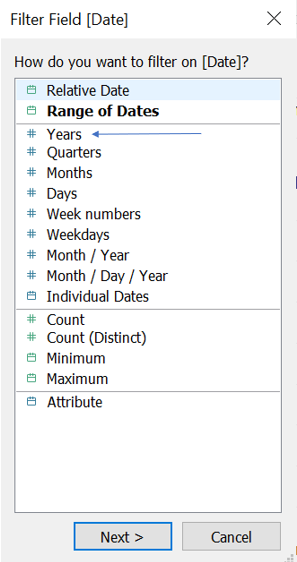 Filter Field [Date]
How do you want to filter on [Date]?
Relative Date
Range of Dates
Years
Quarters
Months
Days
Week numbers
Weekdays
Month / Year
Month / Day / Year
Individual Dates
Count
Count (Distinct)
Minimum
Maximum
Attribute
Next >
Cancel